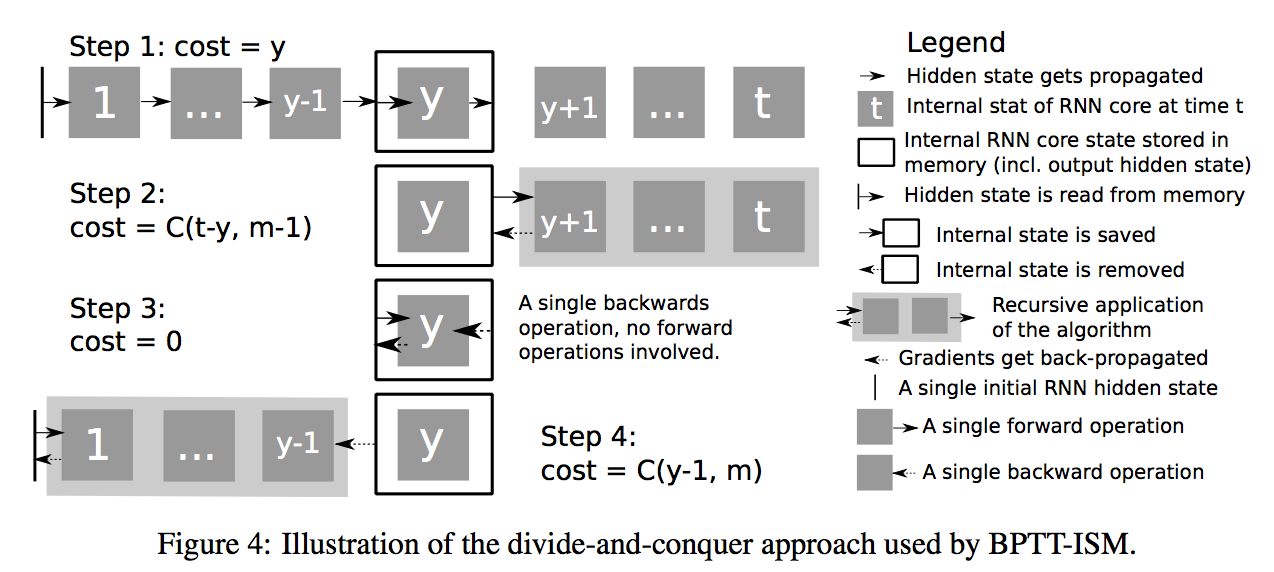 Step 1: cost = y
1
...
y-1
y
y+1
...
t
Step 2:
cost = C(t-y, m-1)
y
y+1
...
t
Step 3:
cost = 0
y
A single backwards
operation, no forward
operations involved.
1
...
y-1
y
Step 4:
cost = C(y-1, m)
Legend
Hidden state gets propagated
t
Internal stat of RNN core at time t
Internal RNN core state stored in
memory (incl. output hidden state)
Hidden state is read from memory
Internal state is saved
Internal state is removed
Recursive application
of the algorithm
Gradients get back-propagated
A single initial RNN hidden state
A single forward operation
A single backward operation
Figure 4: Illustration of the divide-and-conquer approach used by BPTT-ISM.